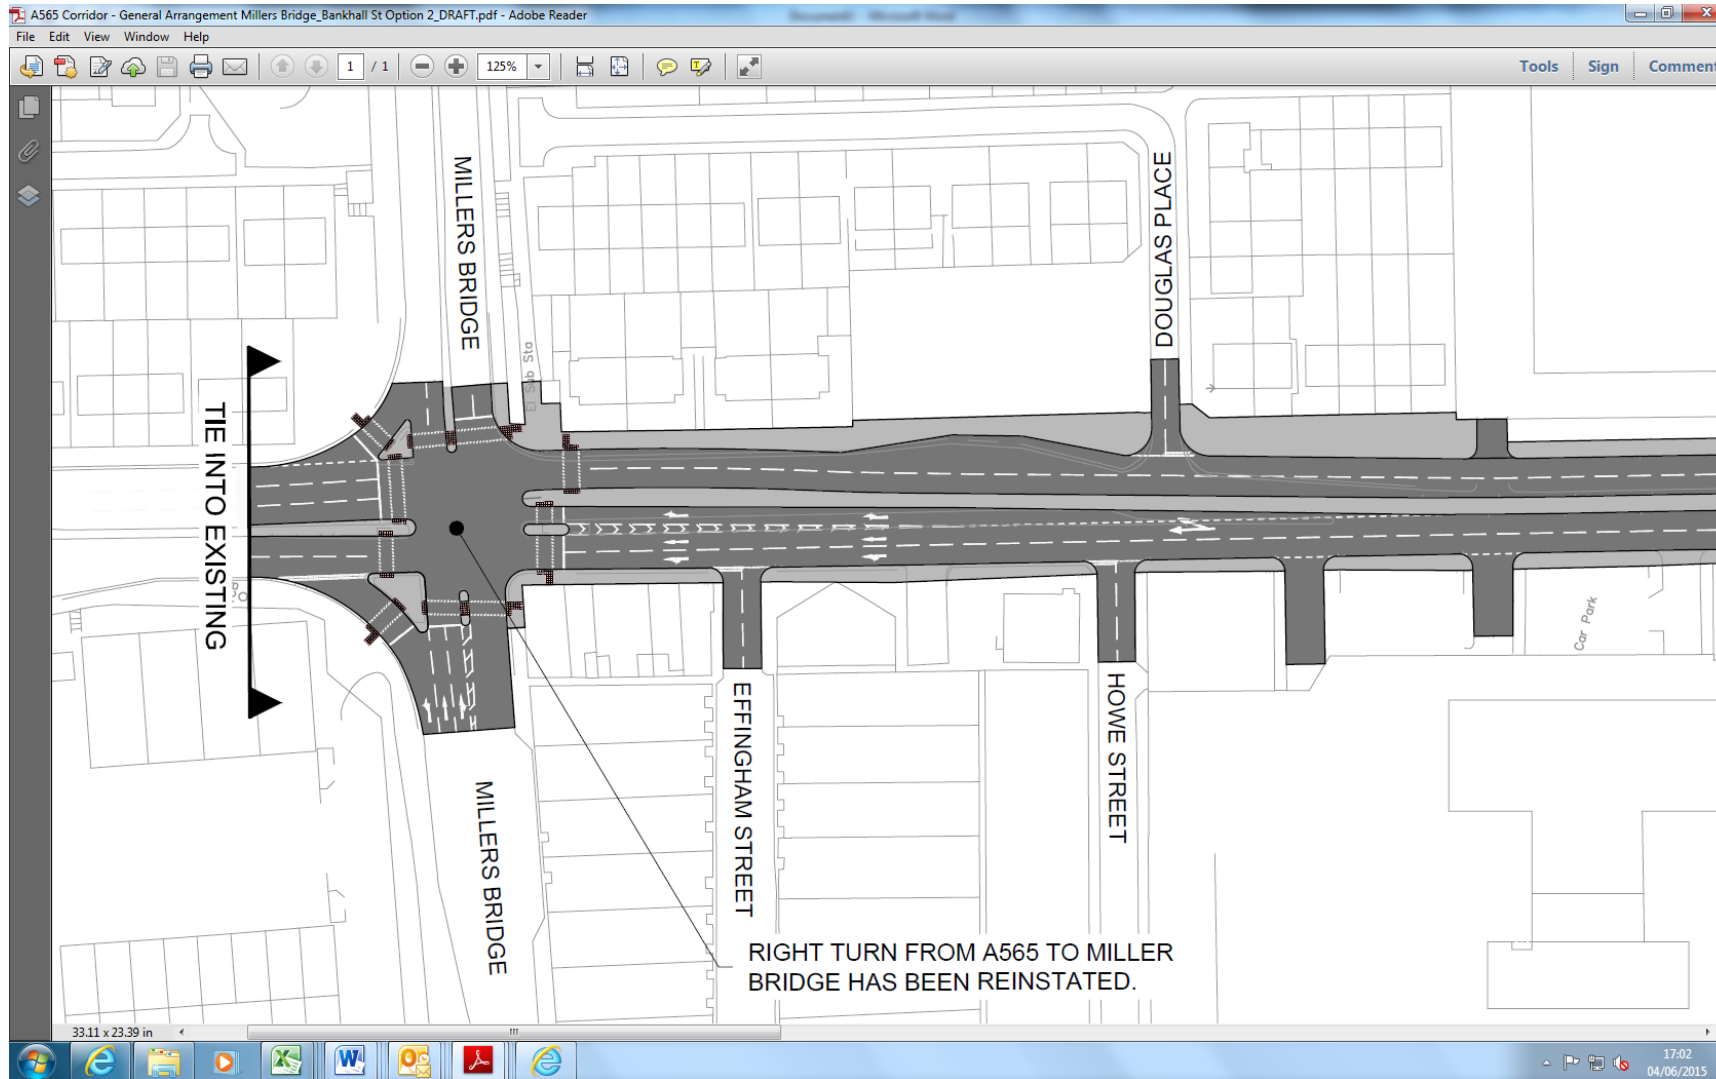 A565 Corridor - General Arrangement Millers Bridge_Bankhall St Option 2_DRAFT.pdf - Adobe Reader
File Edit View Window Help
1 / 1 125% Tools Sign Comment
MILLERS BRIDGE
DOUGLAS PLACE
El Sub Sta
TIE INTO EXISTING
Car Park
EFFINGHAM STREET
HOWE STREET
MILLERS BRIDGE
RIGHT TURN FROM A565 TO MILLER
BRIDGE HAS BEEN REINSTATED.
33.11 x 23.39 in
17:02
04/06/2015